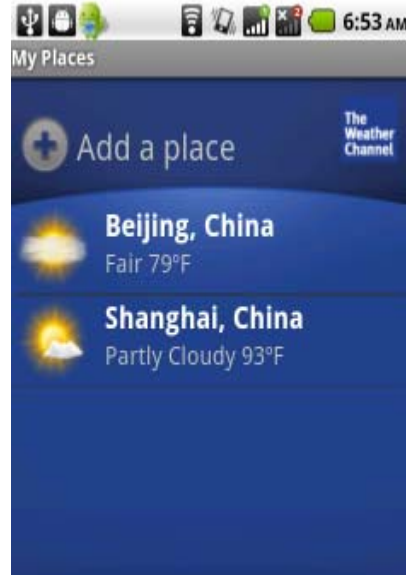 6:53 AM
My Places
Add a place
The
Weather
Channel
Beijing, China
Fair 79°F
Shanghai, China
Partly Cloudy 93°F